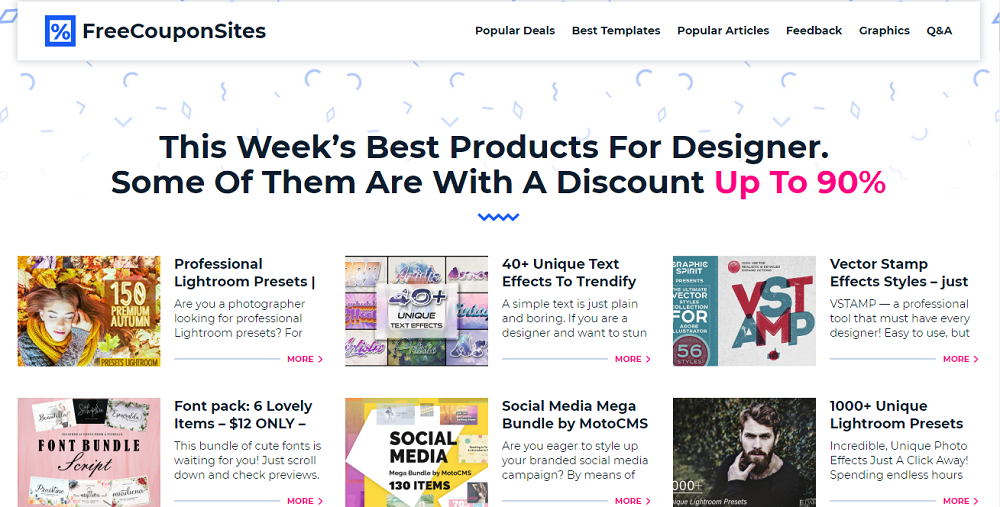 FreeCouponSites
Popular Deals Best Templates Popular Articles Feedback Graphics Q&A
This Week's Best Products For Designer.
Some Of Them Are With A Discount Up To 90%
150
PREMIUM
AUTUMN
PRESETS LIGHTROOM
Professional
Lightroom Presets |
Are you a photographer
looking for professional
Lightroom presets? For
MORE
40+
UNIQUE
TEXT EFFECTS
Artistic
40+ Unique Text
Effects To Trendify
A simple text is just plain
and boring. If you are a
designer and want to stun
MORE
GRAPHIC
SPIRIT
PRESENTS
THE ULTIMATE
VECTOR
STYLES
COLLECTION
FOR
ADOBE
ILLUSTRATOR
56
STYLES
VST
AMP
Vector Stamp
Effects Styles – just
VSTAMP — a professional
tool that must have every
designer! Easy to use, but
MORE
FONT BUNDLE
Script
Font pack: 6 Lovely
Items – $12 ONLY –
This bundle of cute fonts is
waiting for you! Just scroll
down and check previews.
MORE
SOCIAL
MEDIA
Mega Bundle by MotoCMS
130 ITEMS
Social Media Mega
Bundle by MotoCMS
Are you eager to style up
your branded social media
campaign? By means of
MORE
000+
Unique Lightroom Presets
1000+ Unique
Lightroom Presets
Incredible, Unique Photo
Effects Just A Click Away!
Spending endless hours
MORE